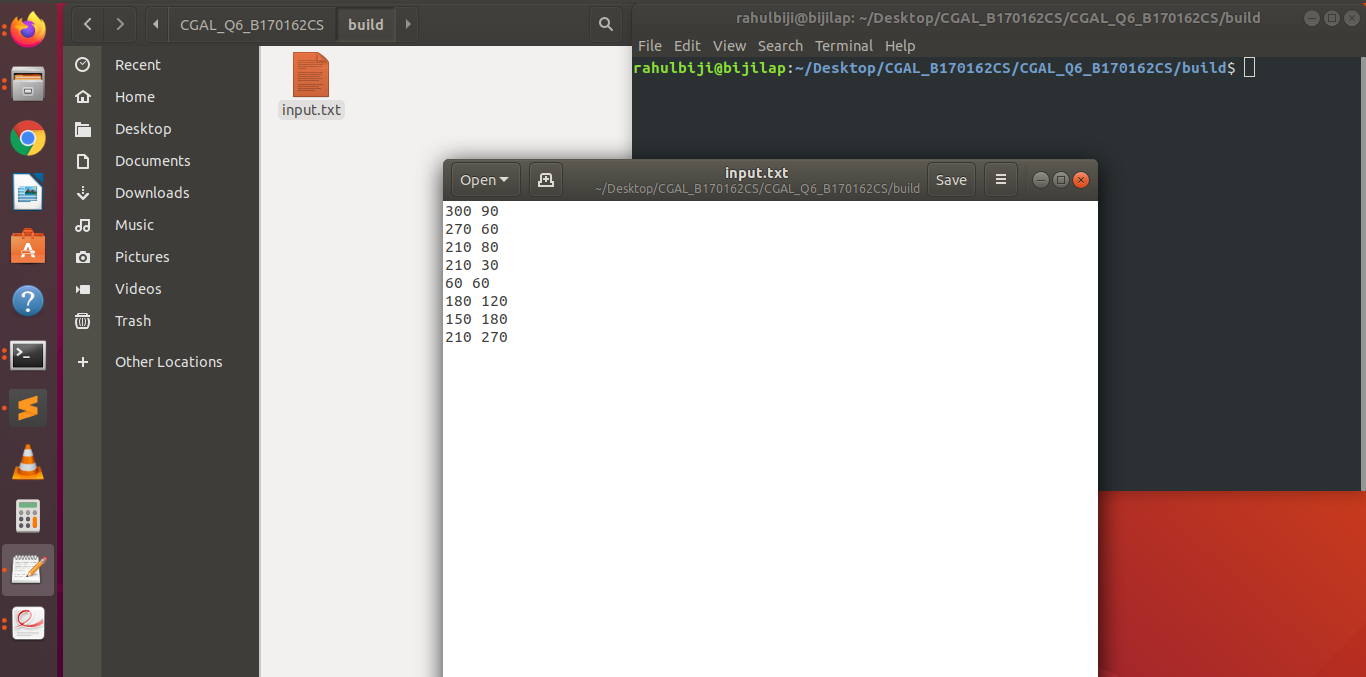 CGAL_Q6_B170162CS
build
Recent
Home
Desktop
Documents
Downloads
Music
Pictures
Videos
Trash
Other Locations
input.txt
rahulbiji@bijilap: ~/Desktop/CGAL_B170162CS/CGAL_Q6_B170162CS/build
File Edit View Search Terminal Help
rahulbiji@bijilap:~/Desktop/CGAL_B170162CS/CGAL_Q6_B170162CS/build$
Open
input.txt
~/Desktop/CGAL_B170162CS/CGAL_Q6_B170162CS/build
Save
300 90
270 60
210 80
210 30
60 60
180 120
150 180
210 270